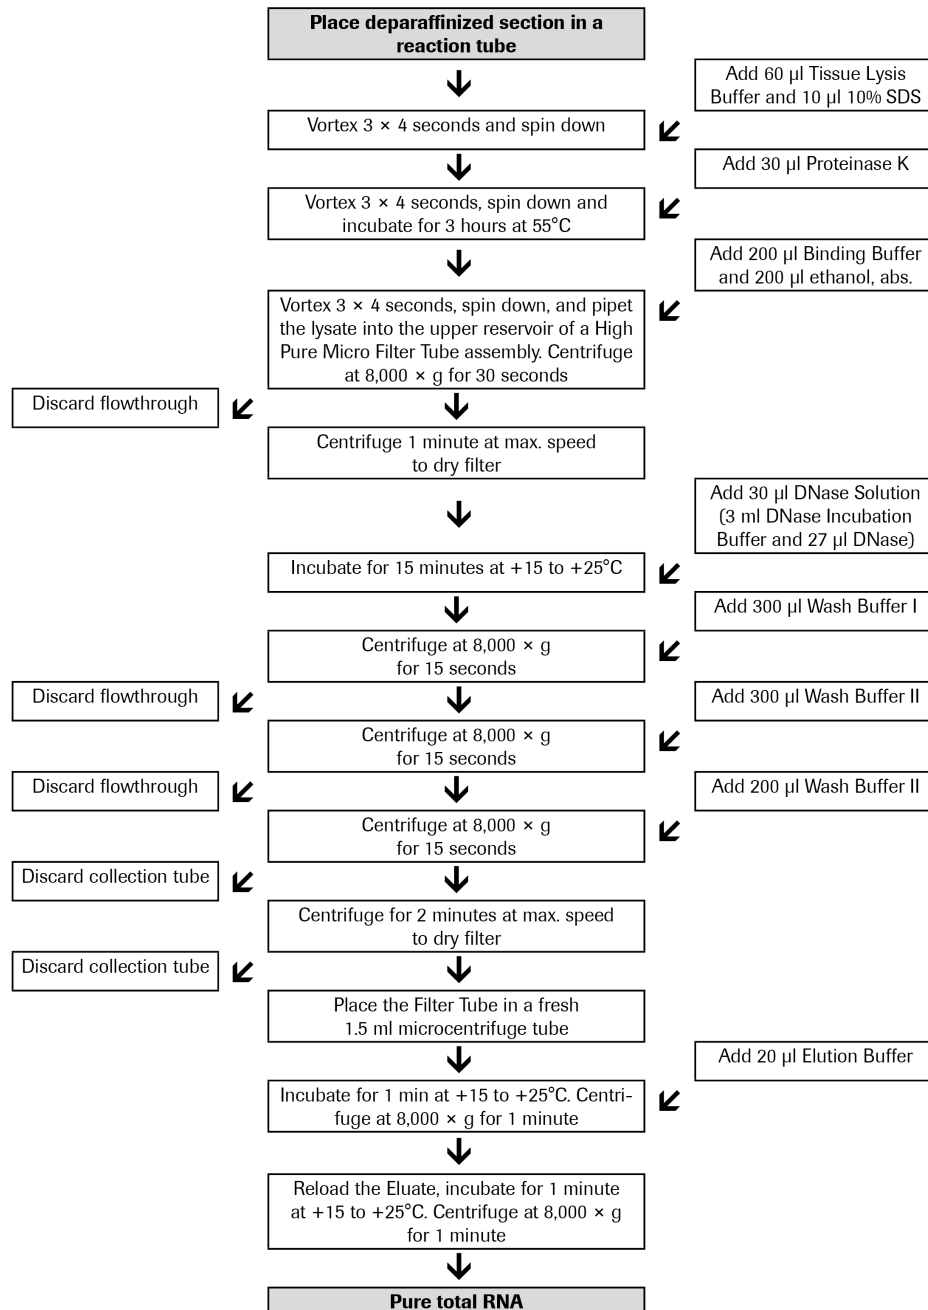 Place deparaffinized section in a
reaction tube
Add 60 µl Tissue Lysis
Buffer and 10 µl 10% SDS
Vortex 3 × 4 seconds and spin down
Add 30 µl Proteinase K
Vortex 3 × 4 seconds, spin down and
incubate for 3 hours at 55°C
Add 200 µl Binding Buffer
and 200 µl ethanol, abs.
Vortex 3 × 4 seconds, spin down, and pipet
the lysate into the upper reservoir of a High
Pure Micro Filter Tube assembly. Centrifuge
at 8,000 × g for 30 seconds
Discard flowthrough
Centrifuge 1 minute at max. speed
to dry filter
Add 30 µl DNase Solution
(3 ml DNase Incubation
Buffer and 27 µl DNase)
Incubate for 15 minutes at +15 to +25°C
Add 300 µl Wash Buffer I
Centrifuge at 8,000 × g
for 15 seconds
Discard flowthrough
Add 300 µl Wash Buffer II
Centrifuge at 8,000 × g
for 15 seconds
Discard flowthrough
Add 200 µl Wash Buffer II
Centrifuge at 8,000 × g
for 15 seconds
Discard collection tube
Centrifuge for 2 minutes at max. speed
to dry filter
Discard collection tube
Place the Filter Tube in a fresh
1.5 ml microcentrifuge tube
Add 20 µl Elution Buffer
Incubate for 1 min at +15 to +25°C. Centri-
fuge at 8,000 × g for 1 minute
Reload the Eluate, incubate for 1 minute
at +15 to +25°C. Centrifuge at 8,000 × g
for 1 minute
Pure total RNA